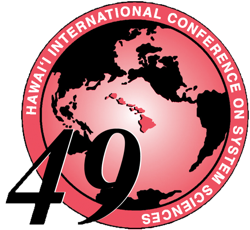 HAWAI'I INTERNATIONAL CONFERENCE ON SYSTEM SCIENCES
49